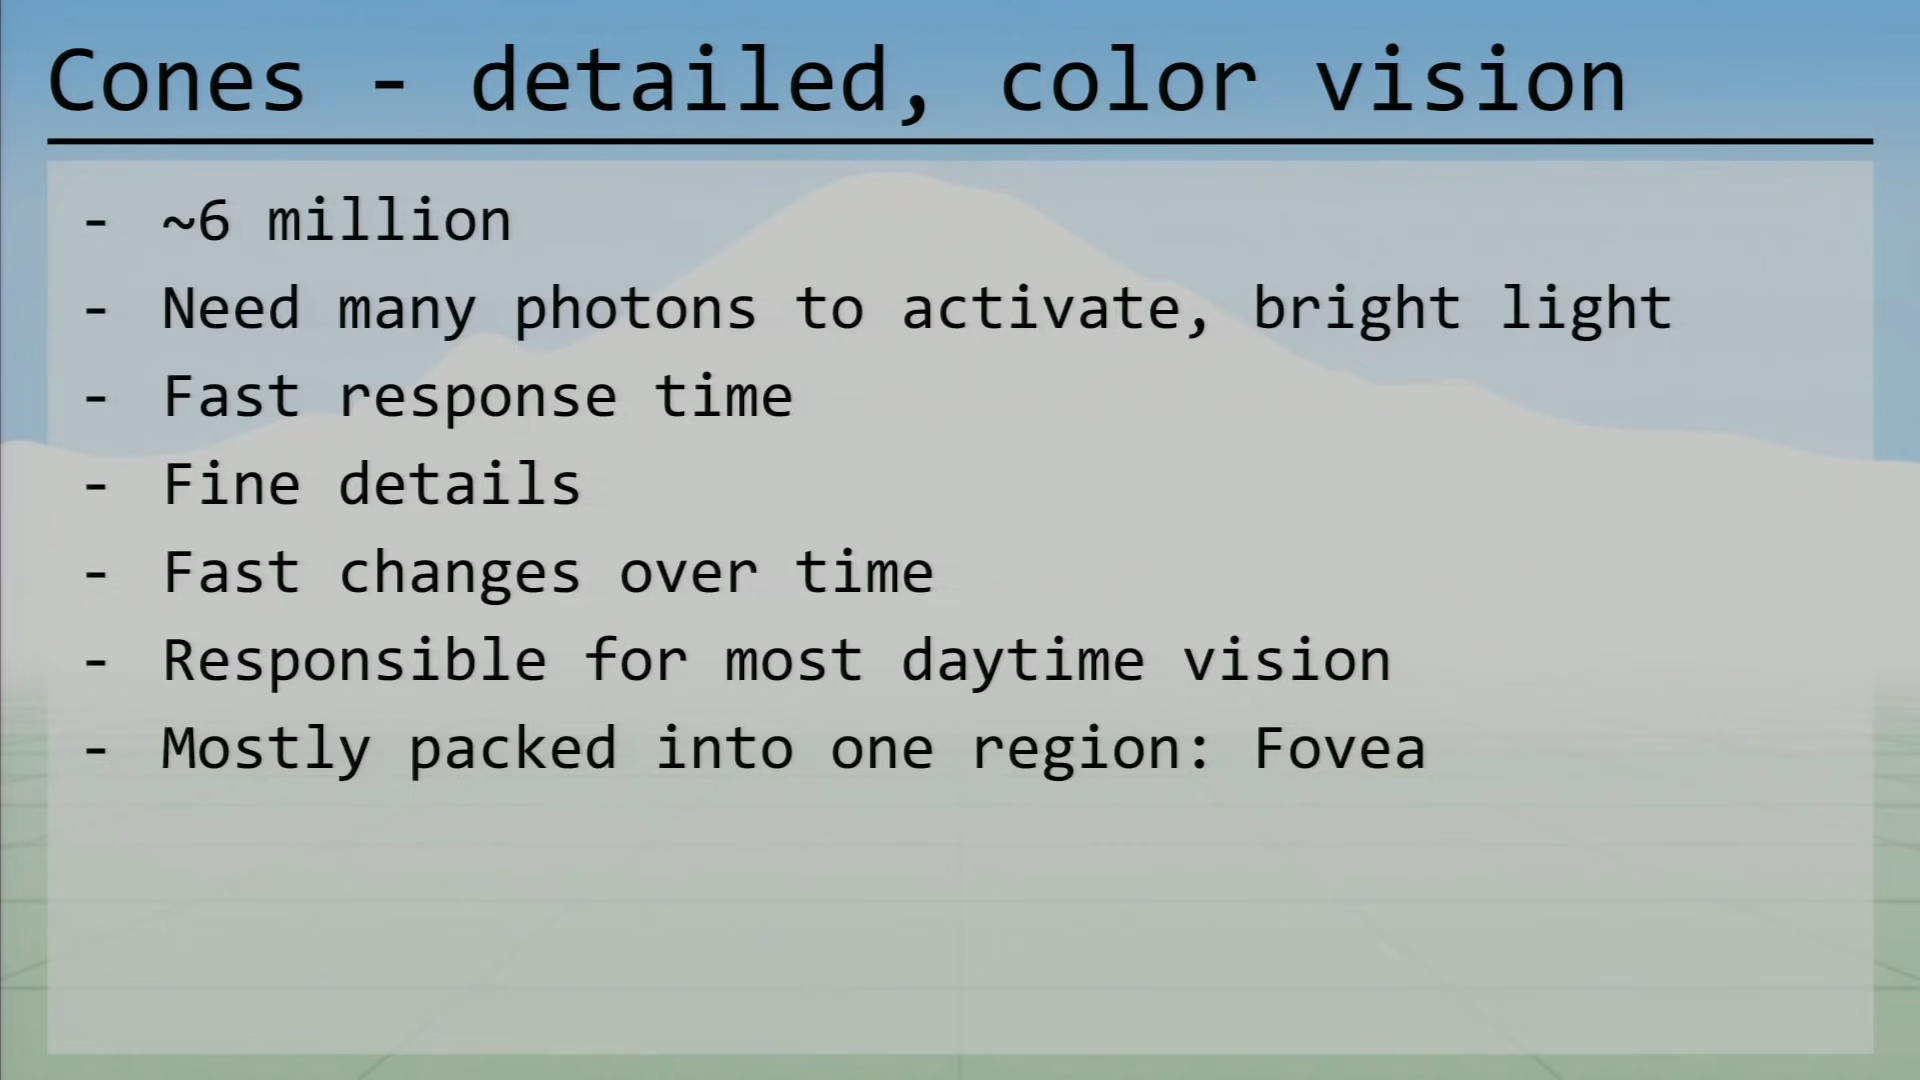 Cones - detailed, color vision
- ~6 million
- Need many photons to activate, bright light
- Fast response time
- Fine details
- Fast changes over time
- Responsible for most daytime vision
- Mostly packed into one region: Fovea